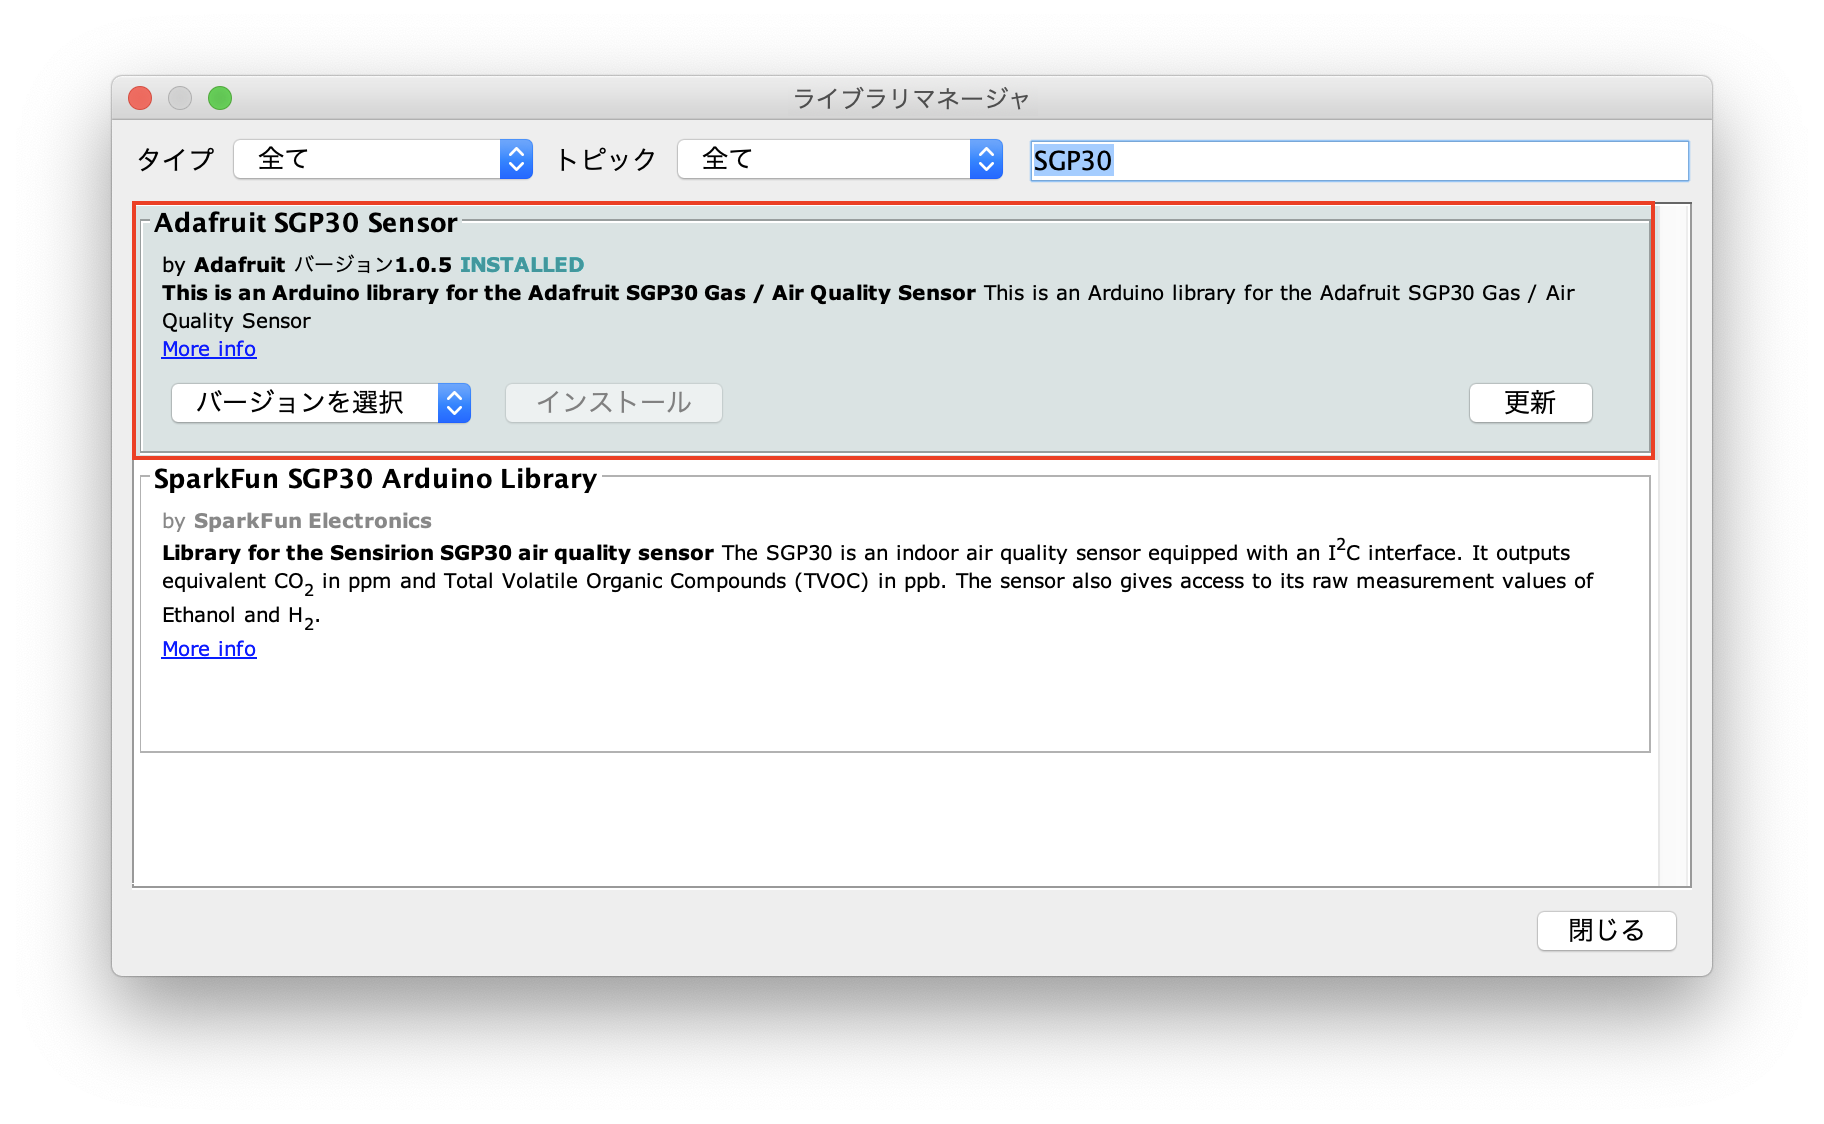 ライブラリマネージャ
タイプ 全て トピック 全て SGP30
Adafruit SGP30 Sensor
by Adafruit バージョン1.0.5 INSTALLED
This is an Arduino library for the Adafruit SGP30 Gas / Air Quality Sensor This is an Arduino library for the Adafruit SGP30 Gas / Air
Quality Sensor
More info
バージョンを選択 インストール 更新
SparkFun SGP30 Arduino Library
by SparkFun Electronics
Library for the Sensirion SGP30 air quality sensor The SGP30 is an indoor air quality sensor equipped with an I²C interface. It outputs
equivalent CO₂ in ppm and Total Volatile Organic Compounds (TVOC) in ppb. The sensor also gives access to its raw measurement values of
Ethanol and H₂.
More info
閉じる